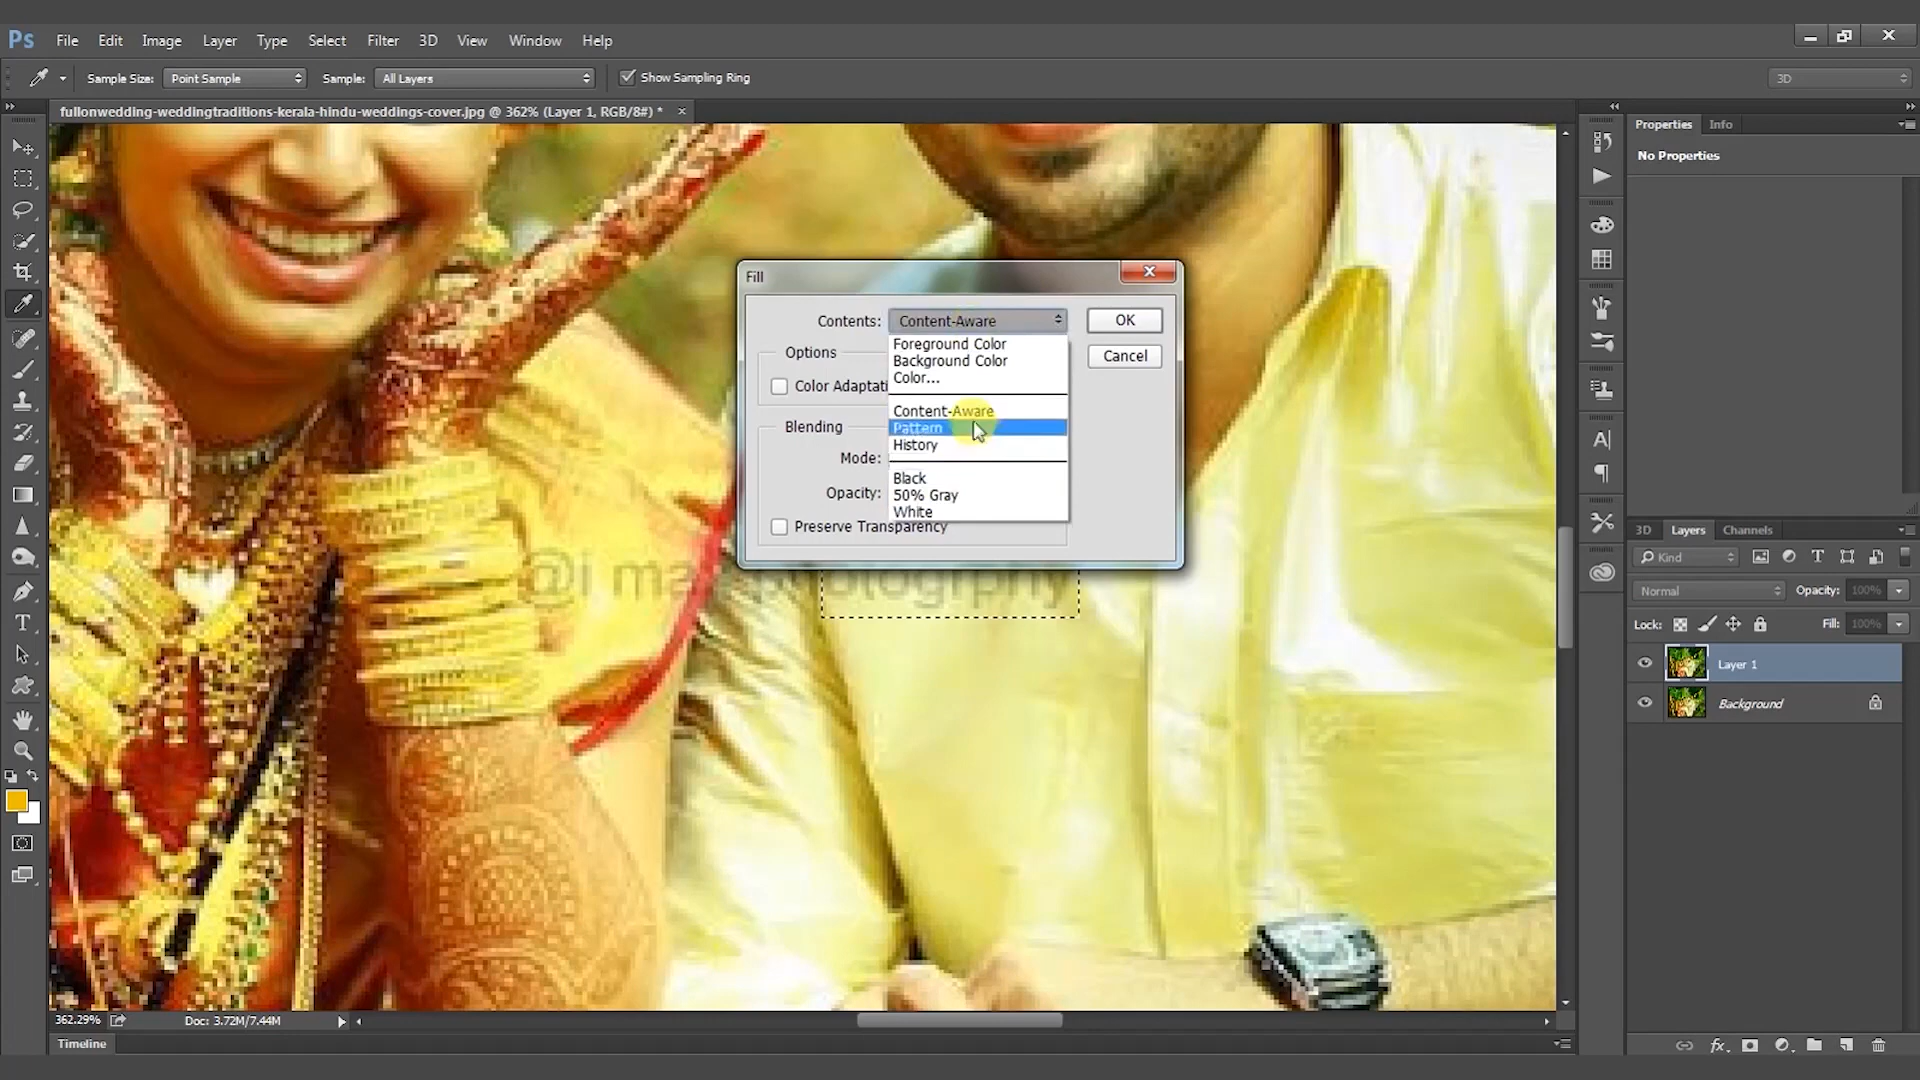 Ps File Edit Image Layer Type Select Filter 3D View Window Help
Sample Size: Point Sample Sample: All Layers Show Sampling Ring 3D
fullonwedding-weddingtraditions-kerala-hindu-weddings-cover.jpg @ 362% (Layer 1, RGB/8#) *
Properties Info
No Properties
Fill
Contents: Content-Aware OK
Foreground Color
Background Color
Color...
Options
Cancel
Color Adaptati
Content-Aware
Pattern
History
Blending
Mode:
Black
50% Gray
White
Opacity:
Preserve Transparency
@i photogrphy
3D Layers Channels
Kind
Normal Opacity: 100%
Lock: Fill: 100%
Layer 1
Background
362.29% Doc: 3.72M/7.44M
Timeline